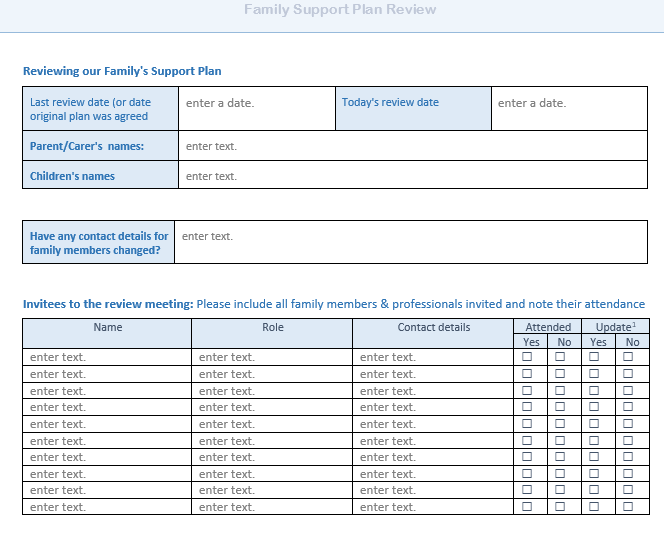 Family Support Plan Review
Reviewing our Family's Support Plan
Last review date (or date original plan was agreed
enter a date.
Today's review date
enter a date.
Parent/Carer's names:
enter text.
Children's names
enter text.
Have any contact details for family members changed?
enter text.
Invitees to the review meeting: Please include all family members & professionals invited and note their attendance
Name Role Contact details Attended Update¹
Yes No Yes No
enter text. enter text. enter text. ☐ ☐ ☐ ☐
enter text. enter text. enter text. ☐ ☐ ☐ ☐
enter text. enter text. enter text. ☐ ☐ ☐ ☐
enter text. enter text. enter text. ☐ ☐ ☐ ☐
enter text. enter text. enter text. ☐ ☐ ☐ ☐
enter text. enter text. enter text. ☐ ☐ ☐ ☐
enter text. enter text. enter text. ☐ ☐ ☐ ☐
enter text. enter text. enter text. ☐ ☐ ☐ ☐
enter text. enter text. enter text. ☐ ☐ ☐ ☐
enter text. enter text. enter text. ☐ ☐ ☐ ☐